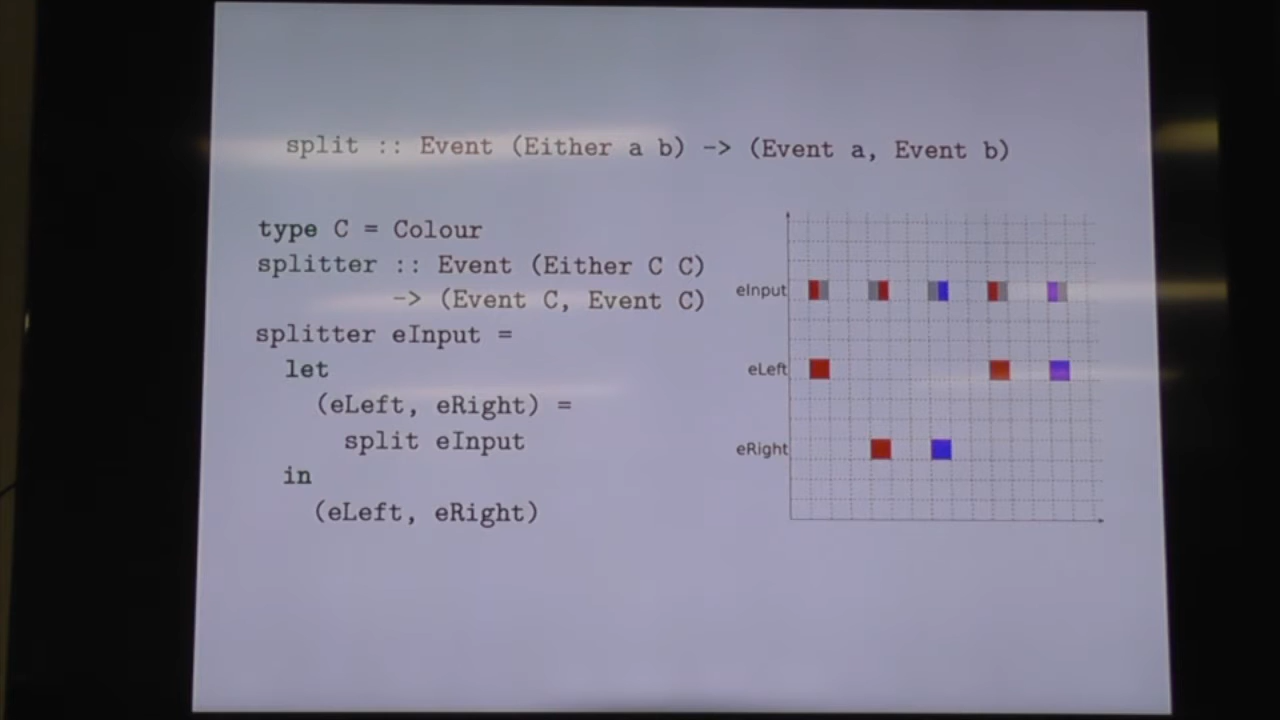 split :: Event (Either a b) -> (Event a, Event b)
type C = Colour
splitter :: Event (Either C C)
-> (Event C, Event C)
splitter eInput =
let
(eLeft, eRight) =
split eInput
in
(eLeft, eRight)
eInput
eLeft
eRight